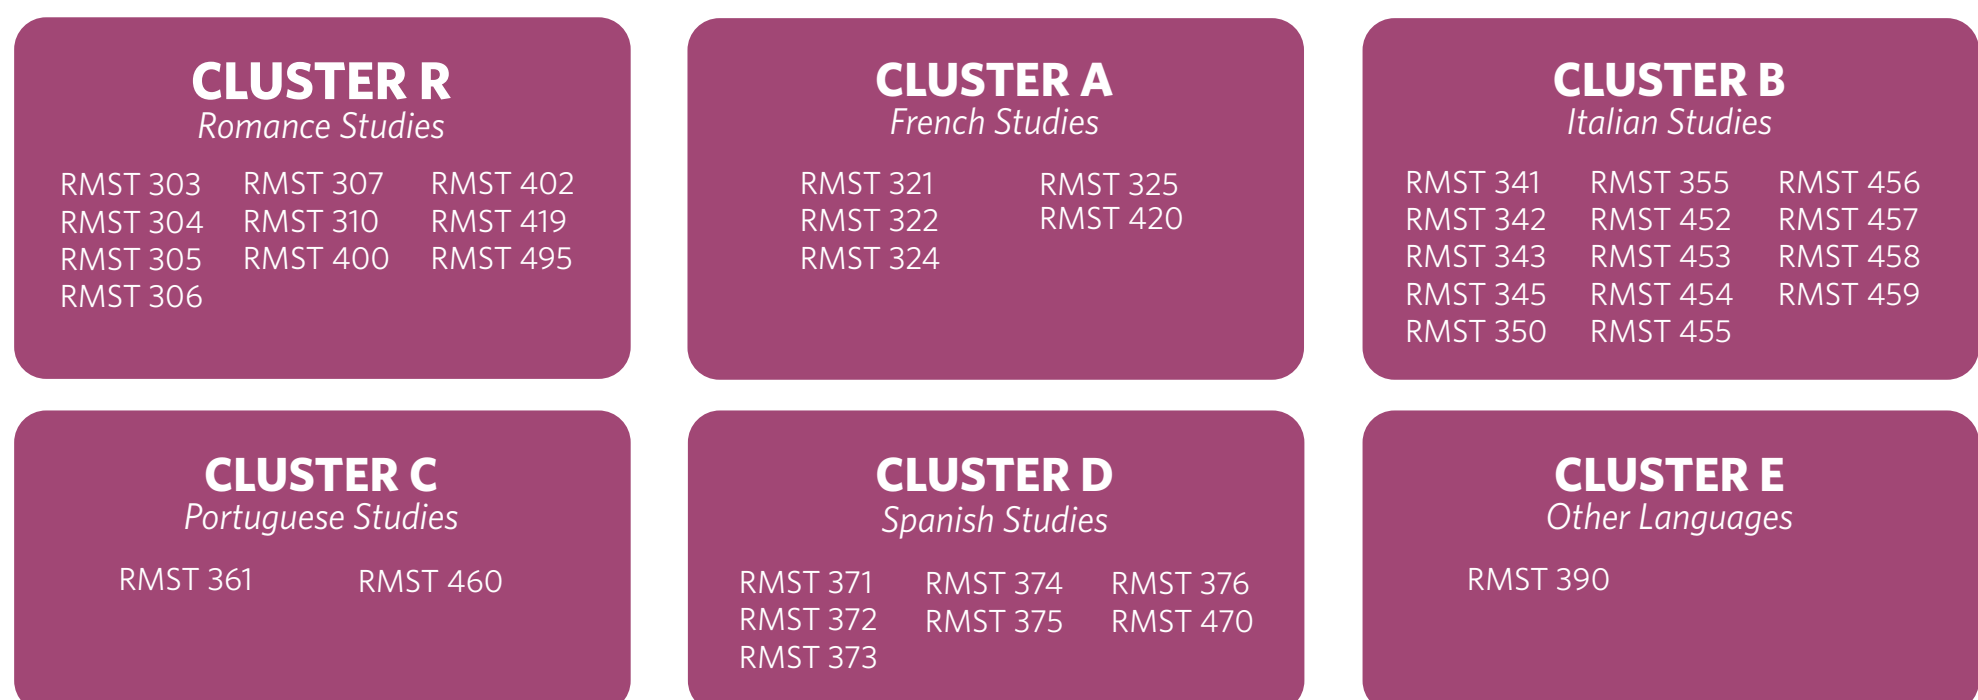 CLUSTER R
Romance Studies
RMST 303 RMST 307 RMST 402
RMST 304 RMST 310 RMST 419
RMST 305 RMST 400 RMST 495
RMST 306
CLUSTER A
French Studies
RMST 321 RMST 325
RMST 322 RMST 420
RMST 324
CLUSTER B
Italian Studies
RMST 341 RMST 355 RMST 456
RMST 342 RMST 452 RMST 457
RMST 343 RMST 453 RMST 458
RMST 345 RMST 454 RMST 459
RMST 350 RMST 455
CLUSTER C
Portuguese Studies
RMST 361 RMST 460
CLUSTER D
Spanish Studies
RMST 371 RMST 374 RMST 376
RMST 372 RMST 375 RMST 470
RMST 373
CLUSTER E
Other Languages
RMST 390